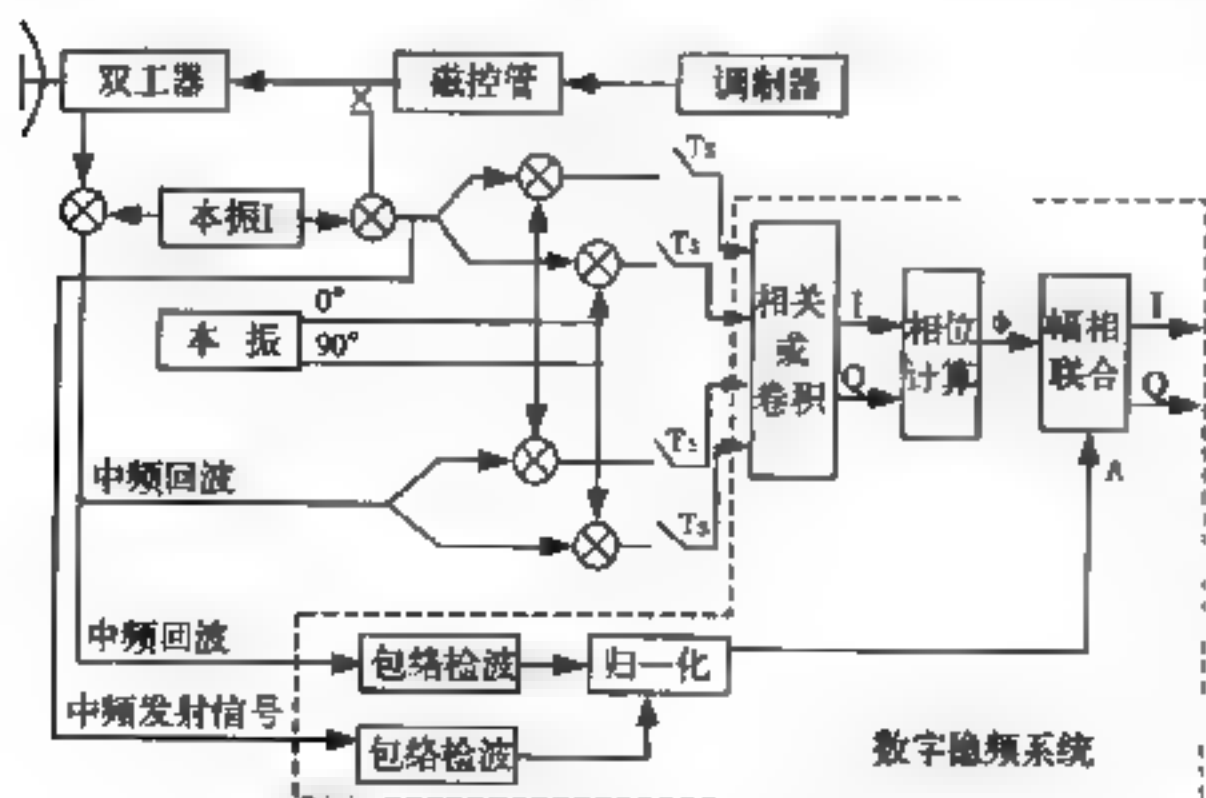 双工器
磁控管
调制器
本振I
0°
本 振
90°
Ts
Ts
Ts
Ts
相关
或
卷积
I
Q
相位
计算
Φ
幅相
联合
I
Q
A
中频回波
中频回波
包络检波
归一化
中频发射信号
包络检波
数字隐频系统